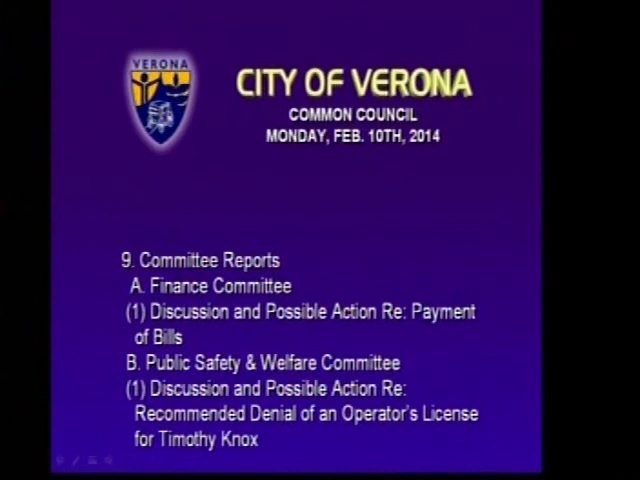 VERONA
CITY OF VERONA
COMMON COUNCIL
MONDAY, FEB. 10TH, 2014
9. Committee Reports
A. Finance Committee
(1) Discussion and Possible Action Re: Payment
of Bills
B. Public Safety & Welfare Committee
(1) Discussion and Possible Action Re:
Recommended Denial of an Operator's License
for Timothy Knox